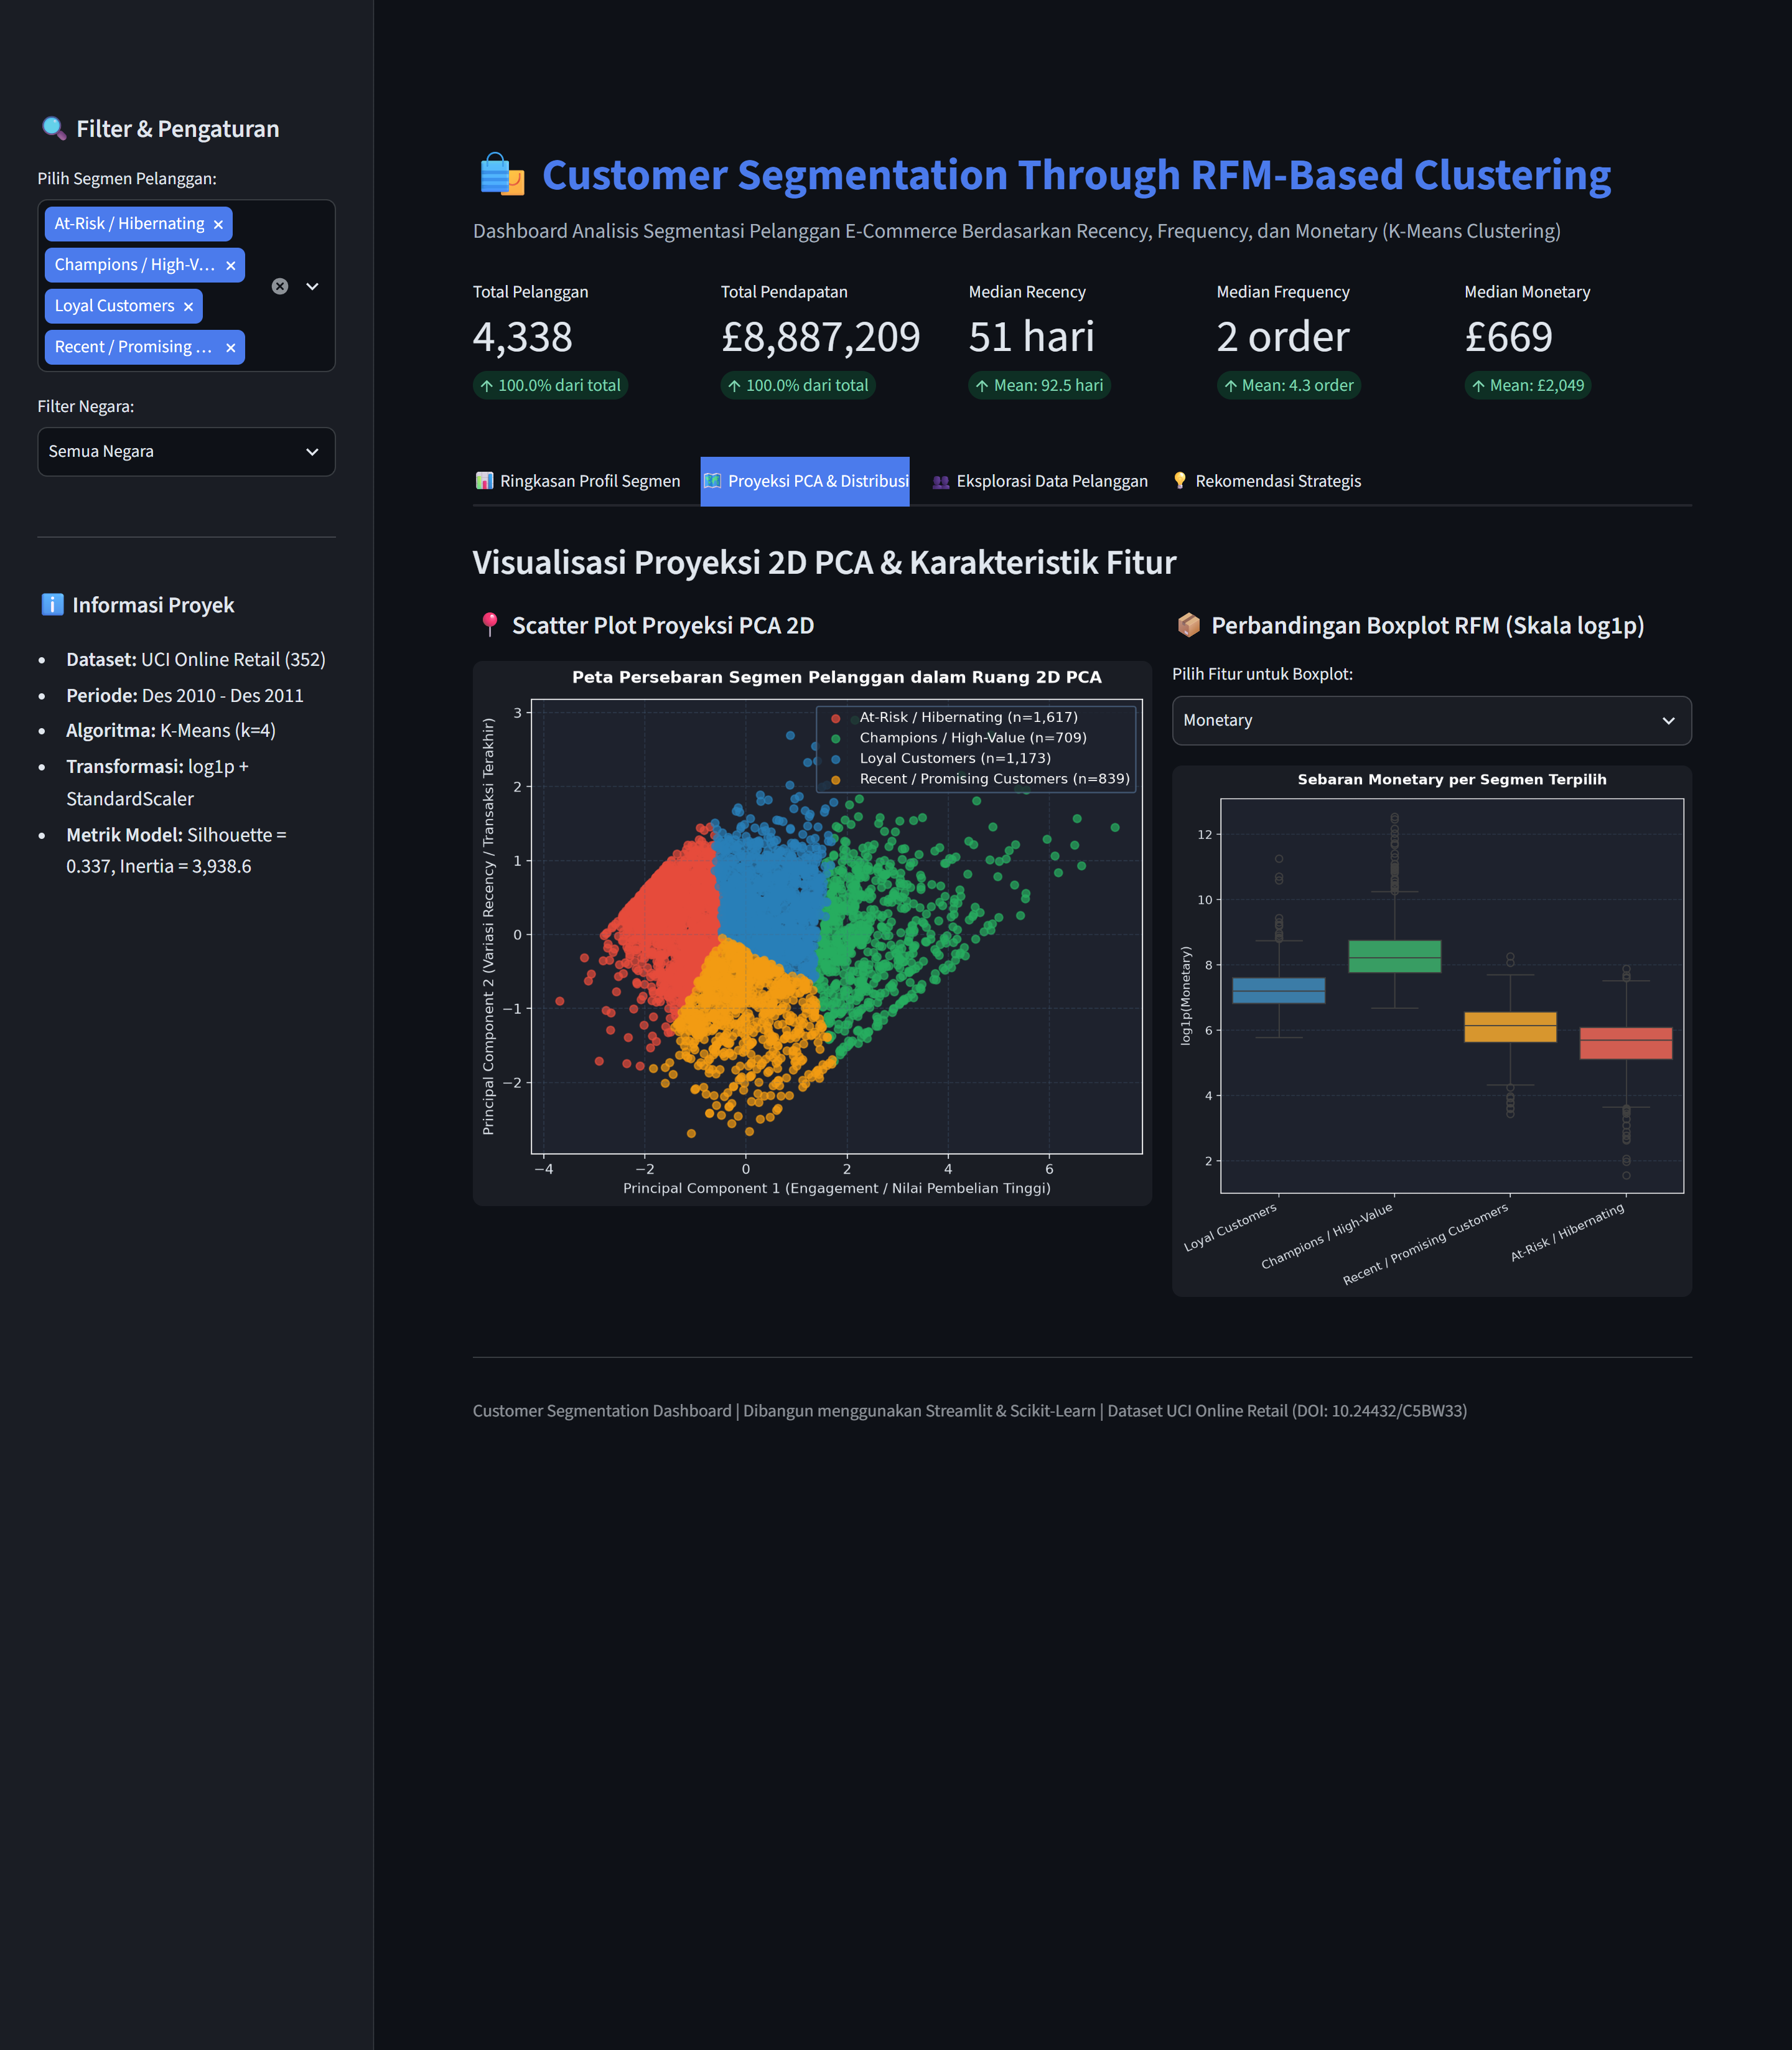 Filter & Pengaturan
Pilih Segmen Pelanggan:
At-Risk / Hibernating
Champions / High-V...
Loyal Customers
Recent / Promising ...
Filter Negara:
Semua Negara
Informasi Proyek
Dataset: UCI Online Retail (352)
Periode: Des 2010 - Des 2011
Algoritma: K-Means (k=4)
Transformasi: log1p +
StandardScaler
Metrik Model: Silhouette =
0.337, Inertia = 3,938.6
Customer Segmentation Through RFM-Based Clustering
Dashboard Analisis Segmentasi Pelanggan E-Commerce Berdasarkan Recency, Frequency, dan Monetary (K-Means Clustering)
Total Pelanggan
4,338
↑ 100.0% dari total
Total Pendapatan
£8,887,209
↑ 100.0% dari total
Median Recency
51 hari
↑ Mean: 92.5 hari
Median Frequency
2 order
↑ Mean: 4.3 order
Median Monetary
£669
↑ Mean: £2,049
Ringkasan Profil Segmen
Proyeksi PCA & Distribusi
Eksplorasi Data Pelanggan
Rekomendasi Strategis
Visualisasi Proyeksi 2D PCA & Karakteristik Fitur
Scatter Plot Proyeksi PCA 2D
Peta Persebaran Segmen Pelanggan dalam Ruang 2D PCA
At-Risk / Hibernating (n=1,617)
Champions / High-Value (n=709)
Loyal Customers (n=1,173)
Recent / Promising Customers (n=839)
Principal Component 2 (Variasi Recency / Transaksi Terakhir)
3
2
1
0
−1
−2
−4
−2
0
2
4
6
Principal Component 1 (Engagement / Nilai Pembelian Tinggi)
Perbandingan Boxplot RFM (Skala log1p)
Pilih Fitur untuk Boxplot:
Monetary
Sebaran Monetary per Segmen Terpilih
log1p(Monetary)
12
10
8
6
4
2
Loyal Customers
Champions / High-Value
Recent / Promising Customers
At-Risk / Hibernating
Customer Segmentation Dashboard | Dibangun menggunakan Streamlit & Scikit-Learn | Dataset UCI Online Retail (DOI: 10.24432/C5BW33)